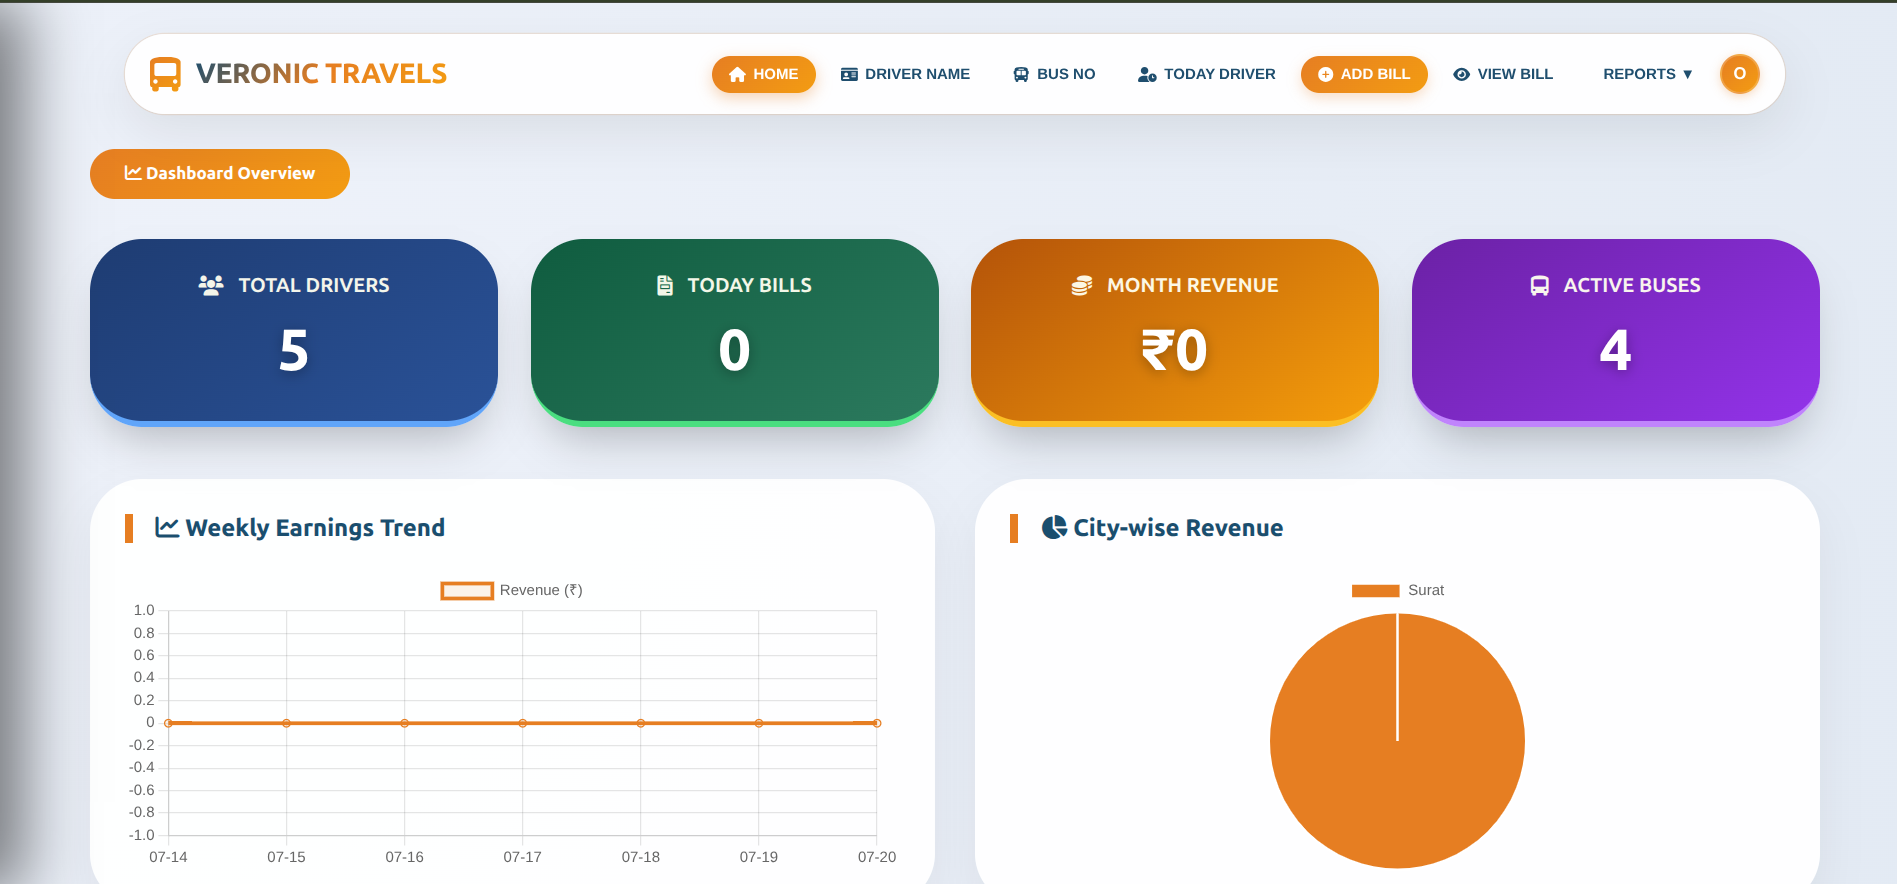 VERONIC TRAVELS
HOME
DRIVER NAME
BUS NO
TODAY DRIVER
ADD BILL
VIEW BILL
REPORTS ▼
O
Dashboard Overview
TOTAL DRIVERS
5
TODAY BILLS
0
MONTH REVENUE
₹0
ACTIVE BUSES
4
Weekly Earnings Trend
Revenue (₹)
1.0
0.8
0.6
0.4
0.2
0
-0.2
-0.4
-0.6
-0.8
-1.0
07-14
07-15
07-16
07-17
07-18
07-19
07-20
City-wise Revenue
Surat